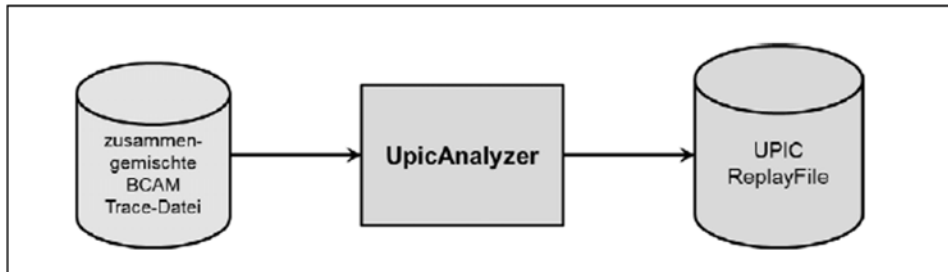 zusammen-
gemischte
BCAM
Trace-Datei
UpicAnalyzer
UPIC
ReplayFile